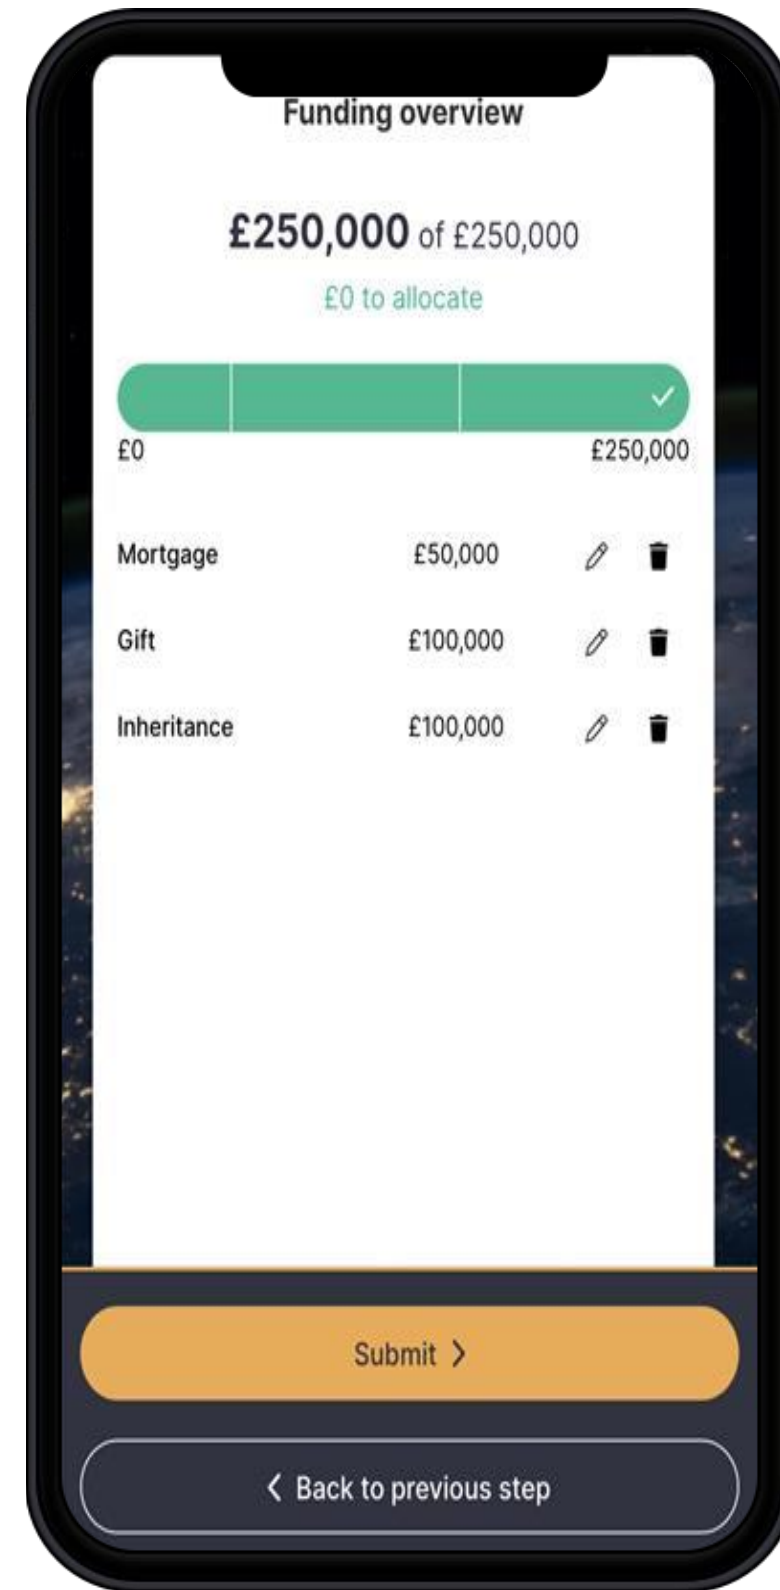 Funding overview
£250,000 of £250,000
£0 to allocate
£0 £250,000
Mortgage £50,000
Gift £100,000
Inheritance £100,000
Submit
Back to previous step